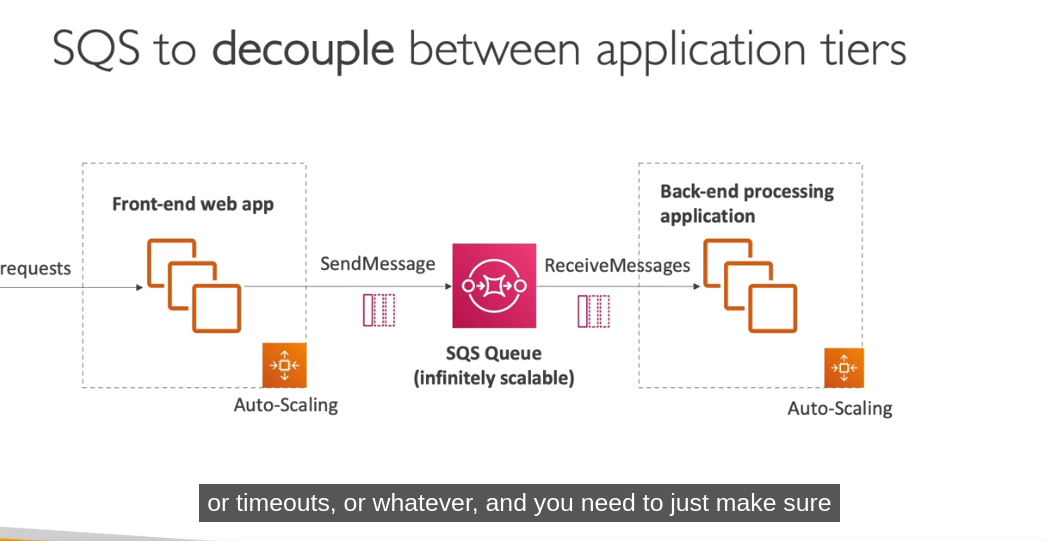 SQS to decouple between application tiers
Front-end web app
Back-end processing
application
requests
SendMessage
ReceiveMessages
SQS Queue
(infinitely scalable)
Auto-Scaling
Auto-Scaling
or timeouts, or whatever, and you need to just make sure